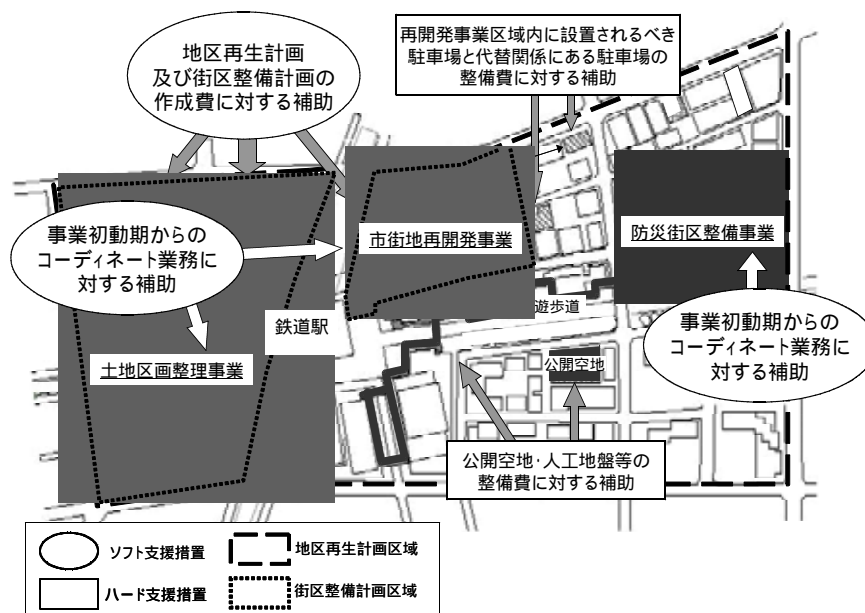 地区再生計画
及び街区整備計画の
作成費に対する補助
再開発事業区域内に設置されるべき
駐車場と代替関係にある駐車場の
整備費に対する補助
事業初動期からの
コーディネート業務に
対する補助
市街地再開発事業
防災街区整備事業
鉄道駅
遊歩道
土地区画整理事業
公開空地
事業初動期からの
コーディネート業務に
対する補助
公開空地・人工地盤等の
整備費に対する補助
ソフト支援措置
地区再生計画区域
ハード支援措置
街区整備計画区域